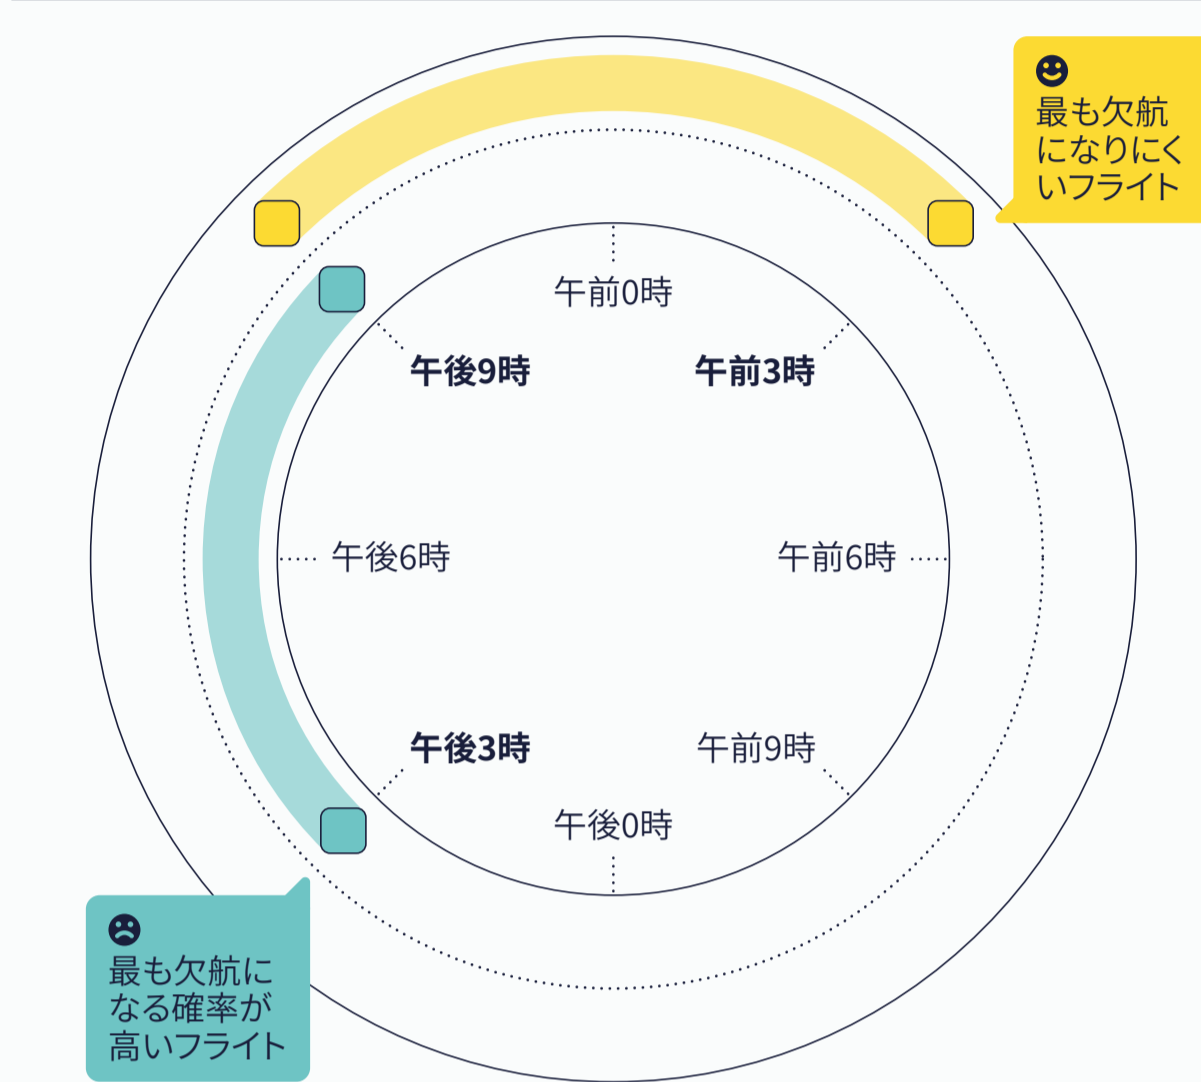 最も欠航
になりにく
いフライト
午前0時
午後9時
午前3時
午後6時
午前6時
午後3時
午前9時
午後0時
最も欠航に
なる確率が
高いフライト